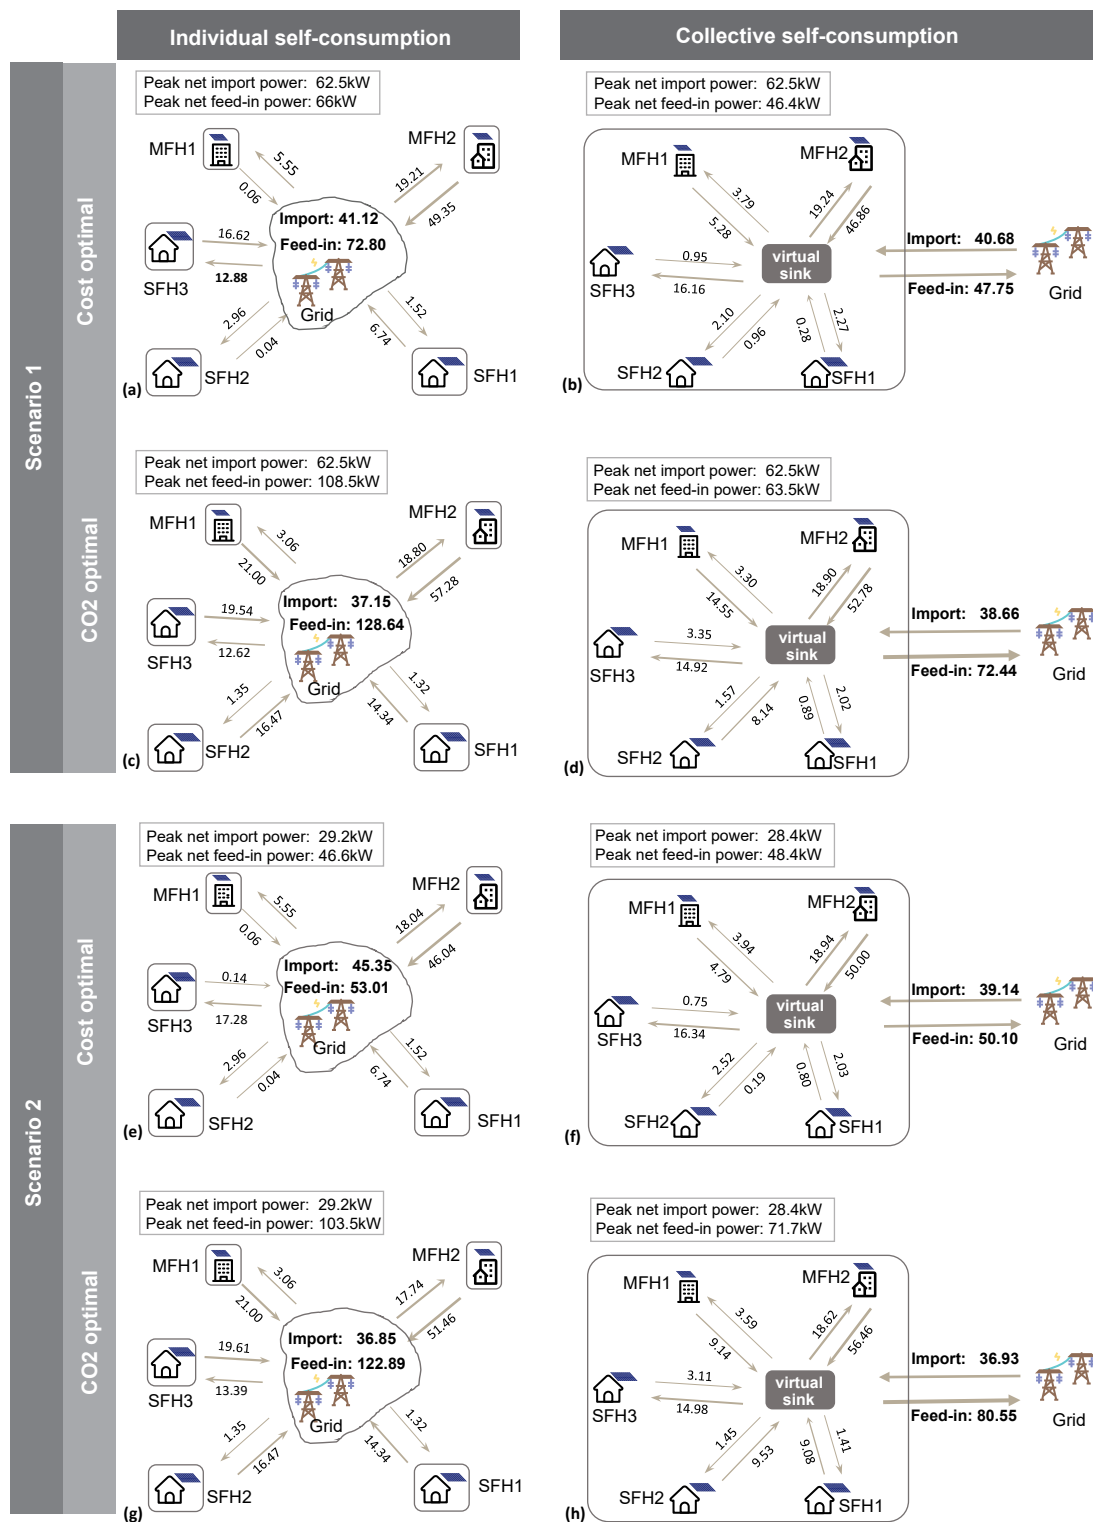 Individual self-consumption
Collective self-consumption
Scenario 1
Cost optimal
Peak net import power: 62.5kW
Peak net feed-in power: 66kW
MFH1
MFH2
5.55
0.06
19.21
49.35
Import: 41.12
Feed-in: 72.80
Grid
16.62
12.88
SFH3
2.96
0.04
SFH2
1.52
6.74
SFH1
(a)
Peak net import power: 62.5kW
Peak net feed-in power: 46.4kW
MFH1
MFH2
3.79
5.28
19.24
46.86
virtual
sink
0.95
16.16
SFH3
2.10
0.96
SFH2
2.27
0.28
SFH1
Import: 40.68
Feed-in: 47.75
Grid
(b)
CO2 optimal
Peak net import power: 62.5kW
Peak net feed-in power: 108.5kW
MFH1
MFH2
3.06
21.00
18.80
57.28
Import: 37.15
Feed-in: 128.64
Grid
19.54
12.62
SFH3
1.35
16.47
SFH2
1.32
14.34
SFH1
(c)
Peak net import power: 62.5kW
Peak net feed-in power: 63.5kW
MFH1
MFH2
3.30
14.55
18.90
52.78
virtual
sink
3.35
14.92
SFH3
1.57
8.14
SFH2
2.02
0.89
SFH1
Import: 38.66
Feed-in: 72.44
Grid
(d)
Scenario 2
Cost optimal
Peak net import power: 29.2kW
Peak net feed-in power: 46.6kW
MFH1
MFH2
5.55
0.06
18.04
46.04
Import: 45.35
Feed-in: 53.01
Grid
0.14
17.28
SFH3
2.96
0.04
SFH2
1.52
6.74
SFH1
(e)
Peak net import power: 28.4kW
Peak net feed-in power: 48.4kW
MFH1
MFH2
3.94
4.79
18.94
50.00
virtual
sink
0.75
16.34
SFH3
2.52
0.19
SFH2
2.03
0.80
SFH1
Import: 39.14
Feed-in: 50.10
Grid
(f)
CO2 optimal
Peak net import power: 29.2kW
Peak net feed-in power: 103.5kW
MFH1
MFH2
3.06
21.00
17.74
51.46
Import: 36.85
Feed-in: 122.89
Grid
19.61
13.39
SFH3
1.35
16.47
SFH2
1.32
14.34
SFH1
(g)
Peak net import power: 28.4kW
Peak net feed-in power: 71.7kW
MFH1
MFH2
3.59
9.14
18.62
56.46
virtual
sink
3.11
14.98
SFH3
1.45
9.53
SFH2
1.41
9.08
SFH1
Import: 36.93
Feed-in: 80.55
Grid
(h)